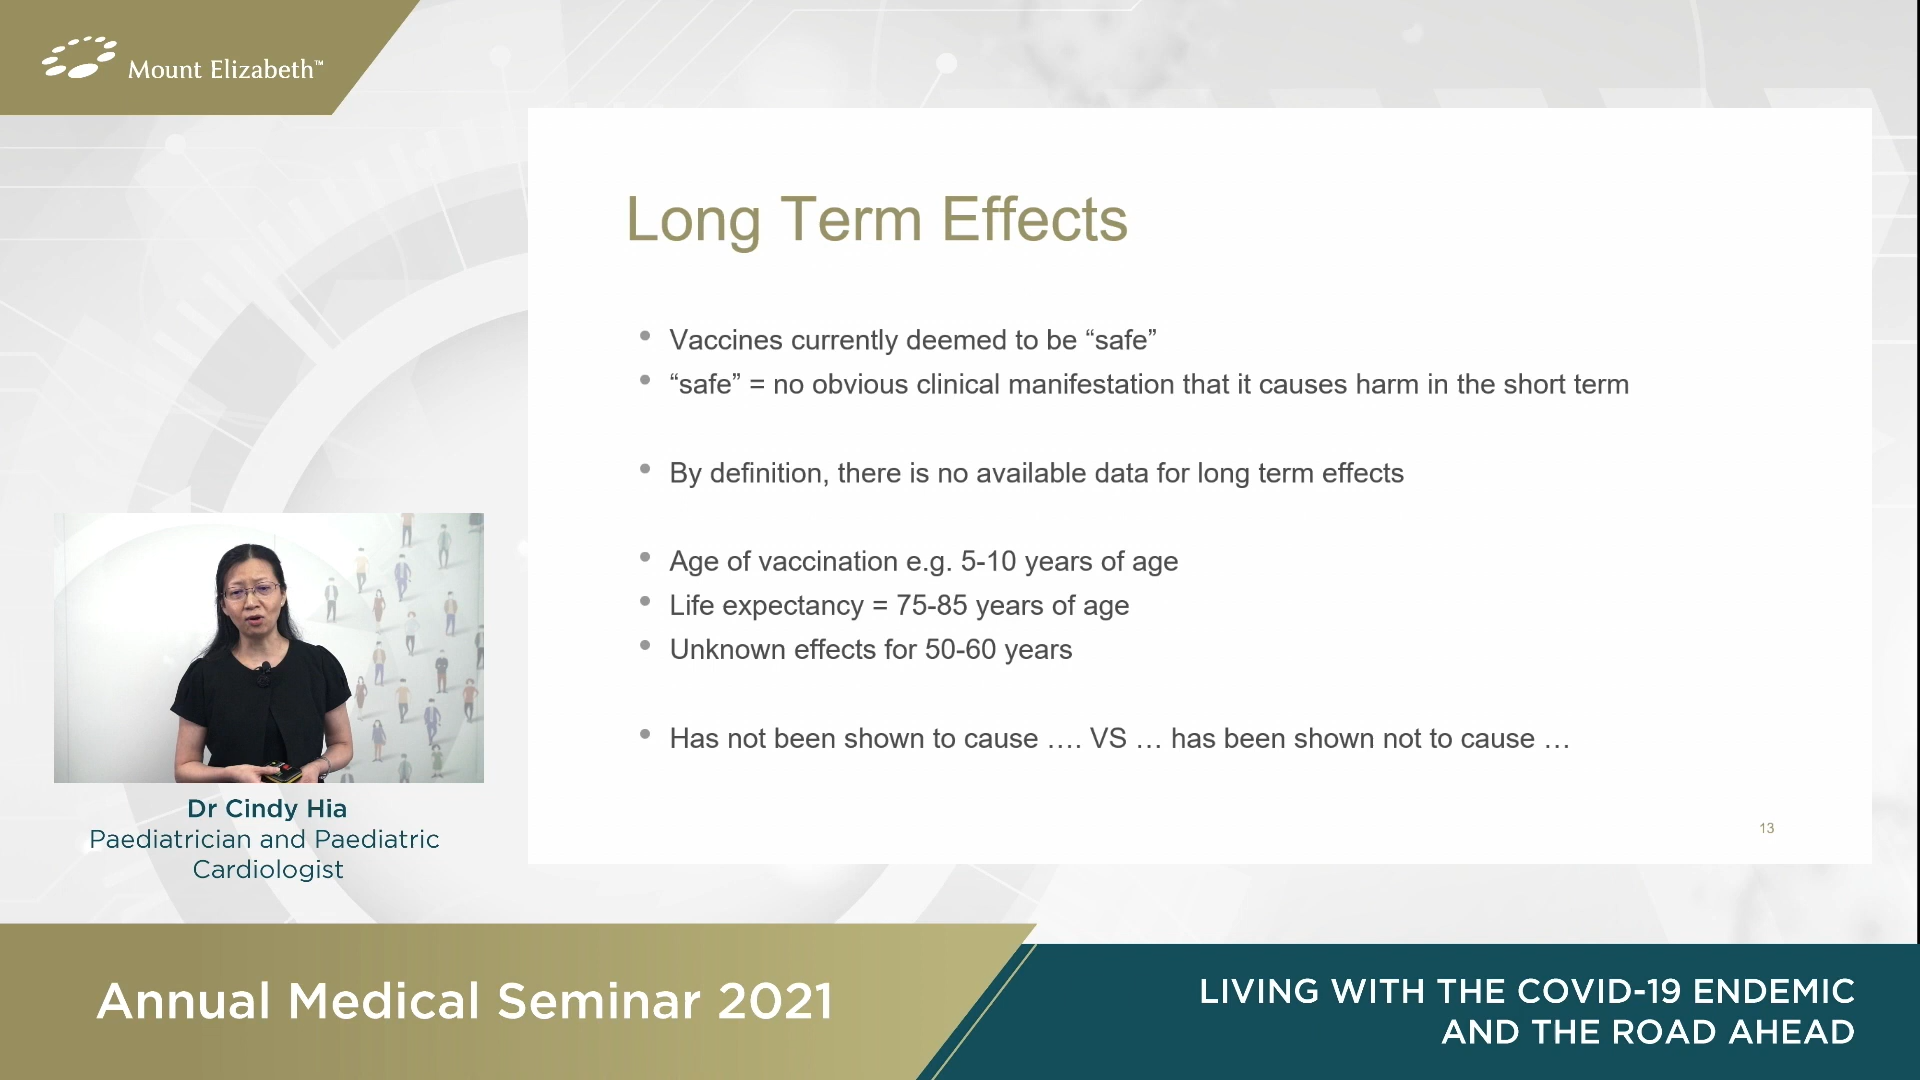 Mount Elizabeth™
Long Term Effects
• Vaccines currently deemed to be “safe”
• “safe” = no obvious clinical manifestation that it causes harm in the short term
• By definition, there is no available data for long term effects
• Age of vaccination e.g. 5-10 years of age
• Life expectancy = 75-85 years of age
• Unknown effects for 50-60 years
• Has not been shown to cause …. VS … has been shown not to cause …
13
Dr Cindy Hia
Paediatrician and Paediatric
Cardiologist
Annual Medical Seminar 2021
LIVING WITH THE COVID-19 ENDEMIC
AND THE ROAD AHEAD